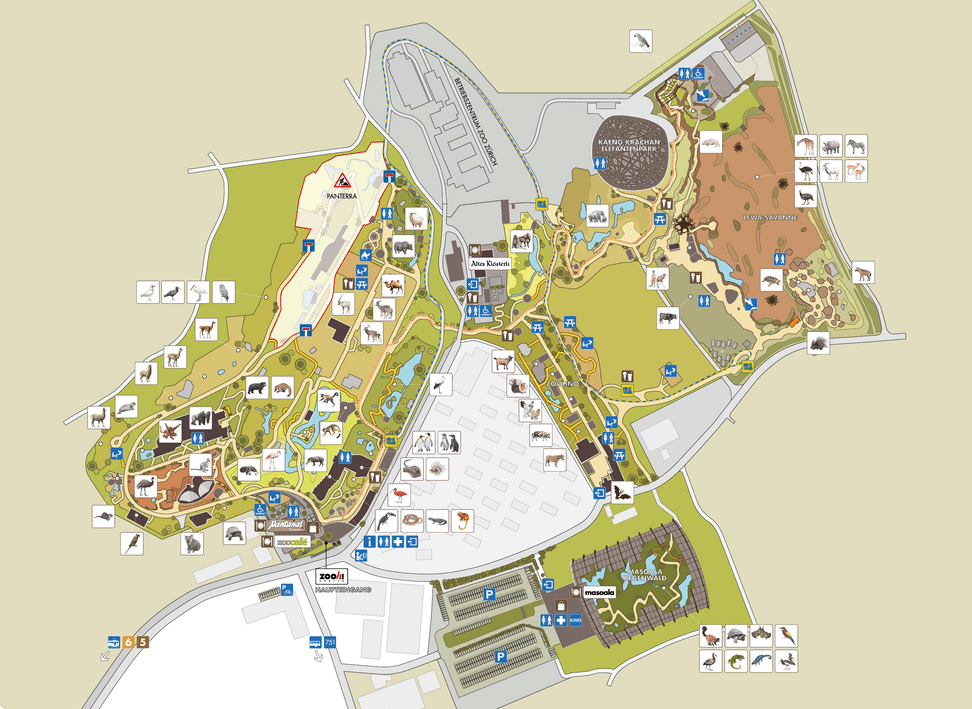 BETRIEBSZENTRUM ZOO ZÜRICH
KAENG KRACHAN
ELEFANTENPARK
PANTERRA
LEWA SAVANNE
Altes Klösterli
ZOOLINO
Pantanal
zoocafé
i
zooh!
HAUPTEINGANG
MASOALA
REGENWALD
masoala
P
P
P
KINO
6 5
751